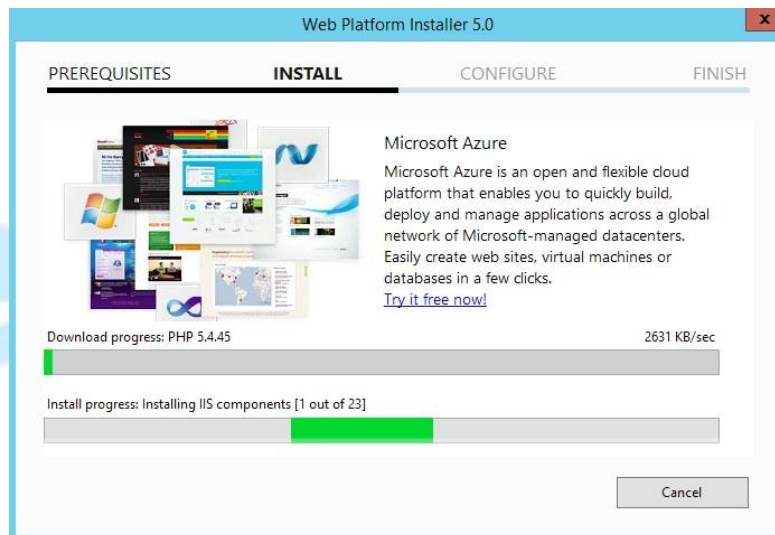 Web Platform Installer 5.0
x
PREREQUISITES
INSTALL
CONFIGURE
FINISH
Microsoft Azure
Microsoft Azure is an open and flexible cloud
platform that enables you to quickly build,
deploy and manage applications across a global
network of Microsoft-managed datacenters.
Easily create web sites, virtual machines or
databases in a few clicks.
Try it free now!
Download progress: PHP 5.4.45
2631 KB/sec
Install progress: Installing IIS components [1 out of 23]
Cancel